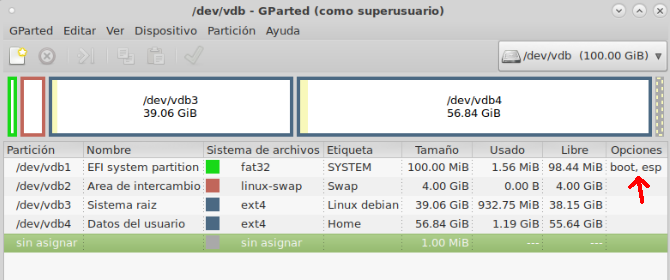 /dev/vdb - GParted (como superusuario)
GParted Editar Ver Dispositivo Partición Ayuda
/dev/vdb (100.00 GiB)
/dev/vdb3 /dev/vdb4
39.06 GiB 56.84 GiB
Partición Nombre Sistema de archivos Etiqueta Tamaño Usado Libre Opciones
/dev/vdb1 EFI system partition fat32 SYSTEM 100.00 MiB 1.56 MiB 98.44 MiB boot, esp
/dev/vdb2 Area de intercambio linux-swap Swap 4.00 GiB 0.00 B 4.00 GiB
/dev/vdb3 Sistema raiz ext4 Linux debian 39.06 GiB 932.75 MiB 38.15 GiB
/dev/vdb4 Datos del usuario ext4 Home 56.84 GiB 1.19 GiB 55.64 GiB
sin asignar sin asignar 1.00 MiB --- ---